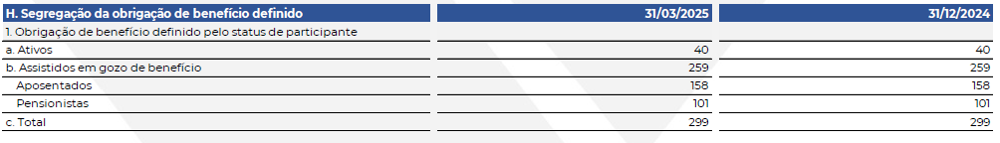 H. Segregação da obrigação de benefício definido 31/03/2025 31/12/2024
1. Obrigação de benefício definido pelo status de participante
a. Ativos 40 40
b. Assistidos em gozo de benefício 259 259
Aposentados 158 158
Pensionistas 101 101
c. Total 299 299